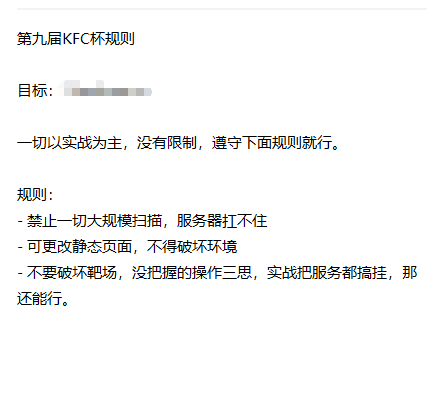 第九届KFC杯规则
目标：
一切以实战为主，没有限制，遵守下面规则就行。
规则：
- 禁止一切大规模扫描，服务器扛不住
- 可更改静态页面，不得破坏环境
- 不要破坏靶场，没把握的操作三思，实战把服务都搞挂，那
还能行。